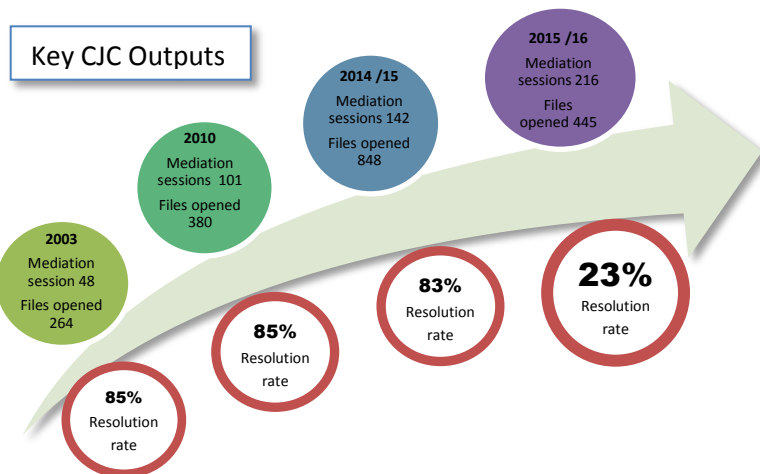 Key CJC Outputs
2003
Mediation
session 48
Files opened
264
2010
Mediation
sessions 101
Files opened
380
2014 /15
Mediation
sessions 142
Files opened
848
2015 /16
Mediation
sessions 216
Files
opened 445
85%
Resolution
rate
85%
Resolution
rate
83%
Resolution
rate
23%
Resolution
rate